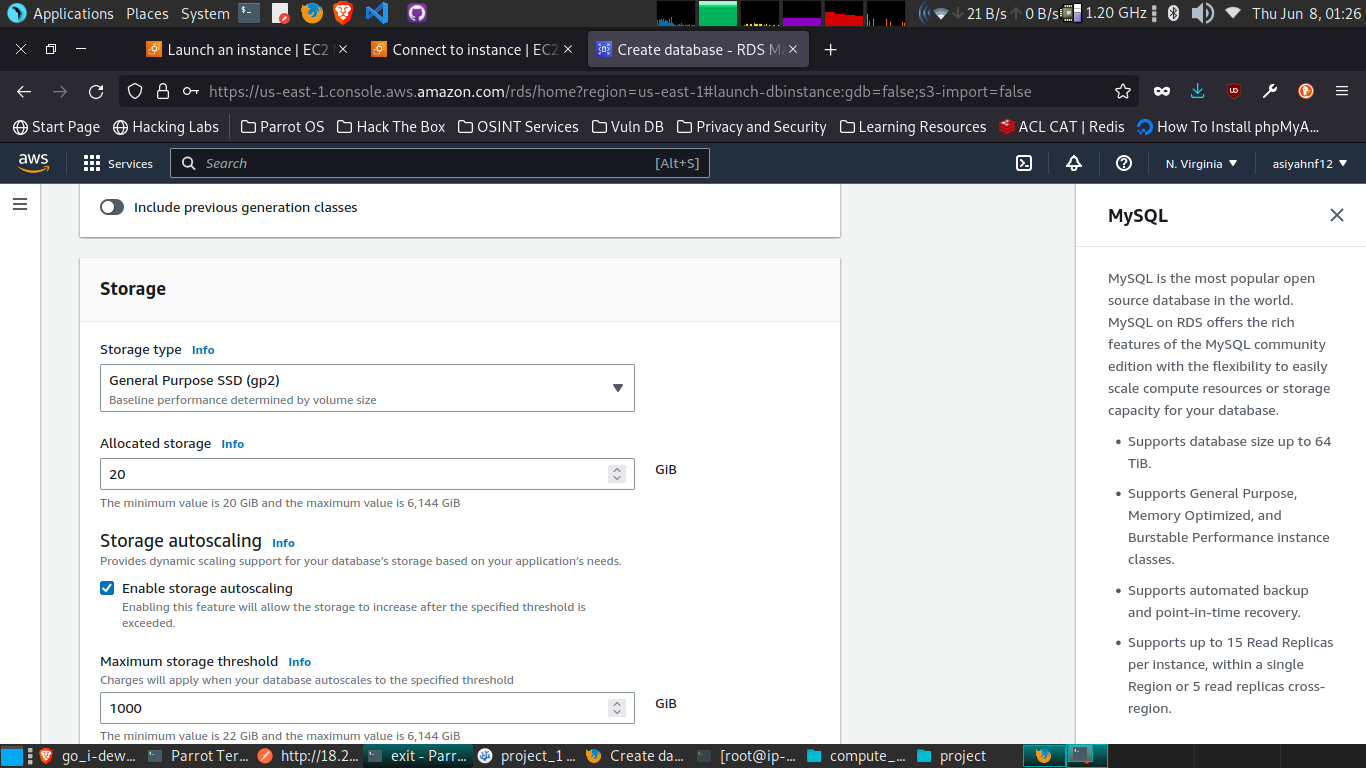 Applications Places System
21 B/s 0 B/s 1.20 GHz Thu Jun 8, 01:26
Launch an instance | EC2
Connect to instance | EC2
Create database - RDS M
https://us-east-1.console.aws.amazon.com/rds/home?region=us-east-1#launch-dbinstance:gdb=false;s3-import=false
Start Page Hacking Labs Parrot OS Hack The Box OSINT Services Vuln DB Privacy and Security Learning Resources ACL CAT | Redis How To Install phpMyA...
aws Services Search [Alt+S] N. Virginia asiyahnf12
Include previous generation classes
Storage
Storage type Info
General Purpose SSD (gp2)
Baseline performance determined by volume size
Allocated storage Info
20
GiB
The minimum value is 20 GiB and the maximum value is 6,144 GiB
Storage autoscaling Info
Provides dynamic scaling support for your database's storage based on your application's needs.
Enable storage autoscaling
Enabling this feature will allow the storage to increase after the specified threshold is
exceeded.
Maximum storage threshold Info
Charges will apply when your database autoscales to the specified threshold
1000
GiB
The minimum value is 22 GiB and the maximum value is 6,144 GiB
MySQL
MySQL is the most popular open
source database in the world.
MySQL on RDS offers the rich
features of the MySQL community
edition with the flexibility to easily
scale compute resources or storage
capacity for your database.
• Supports database size up to 64
TiB.
• Supports General Purpose,
Memory Optimized, and
Burstable Performance instance
classes.
• Supports automated backup
and point-in-time recovery.
• Supports up to 15 Read Replicas
per instance, within a single
Region or 5 read replicas cross-
region.
go_i-dew... Parrot Ter... http://18.2... exit - Parr... project_1 ... Create da... [root@ip-... compute_... project